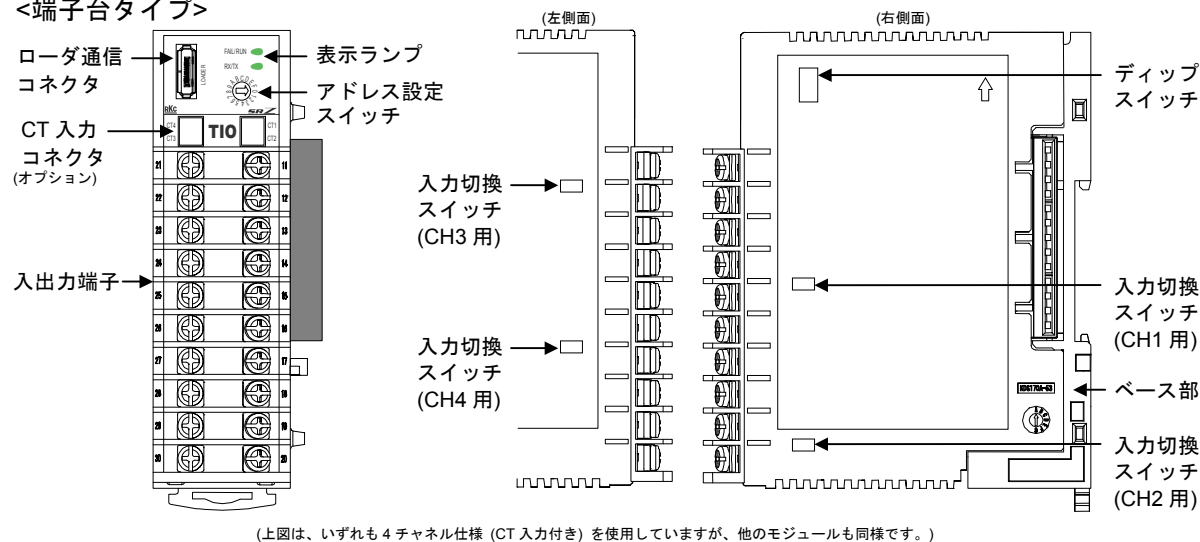 <端子台タイプ>
(左側面)
(右側面)
ローダ通信
コネクタ
FAIL/RUN
RX/TX
LOADER
表示ランプ
アドレス設定
スイッチ
RKC
SRZ
CT 入力
コネクタ
(オプション)
CT4
CT3
TIO
CT1
CT2
21
11
22
12
23
13
24
14
25
15
26
16
27
17
28
18
29
19
30
20
入出力端子
入力切換
スイッチ
(CH3 用)
入力切換
スイッチ
(CH4 用)
ディップ
スイッチ
入力切換
スイッチ
(CH1 用)
ベース部
入力切換
スイッチ
(CH2 用)
(上図は、いずれも 4 チャネル仕様 (CT 入力付き) を使用していますが、他のモジュールも同様です。)